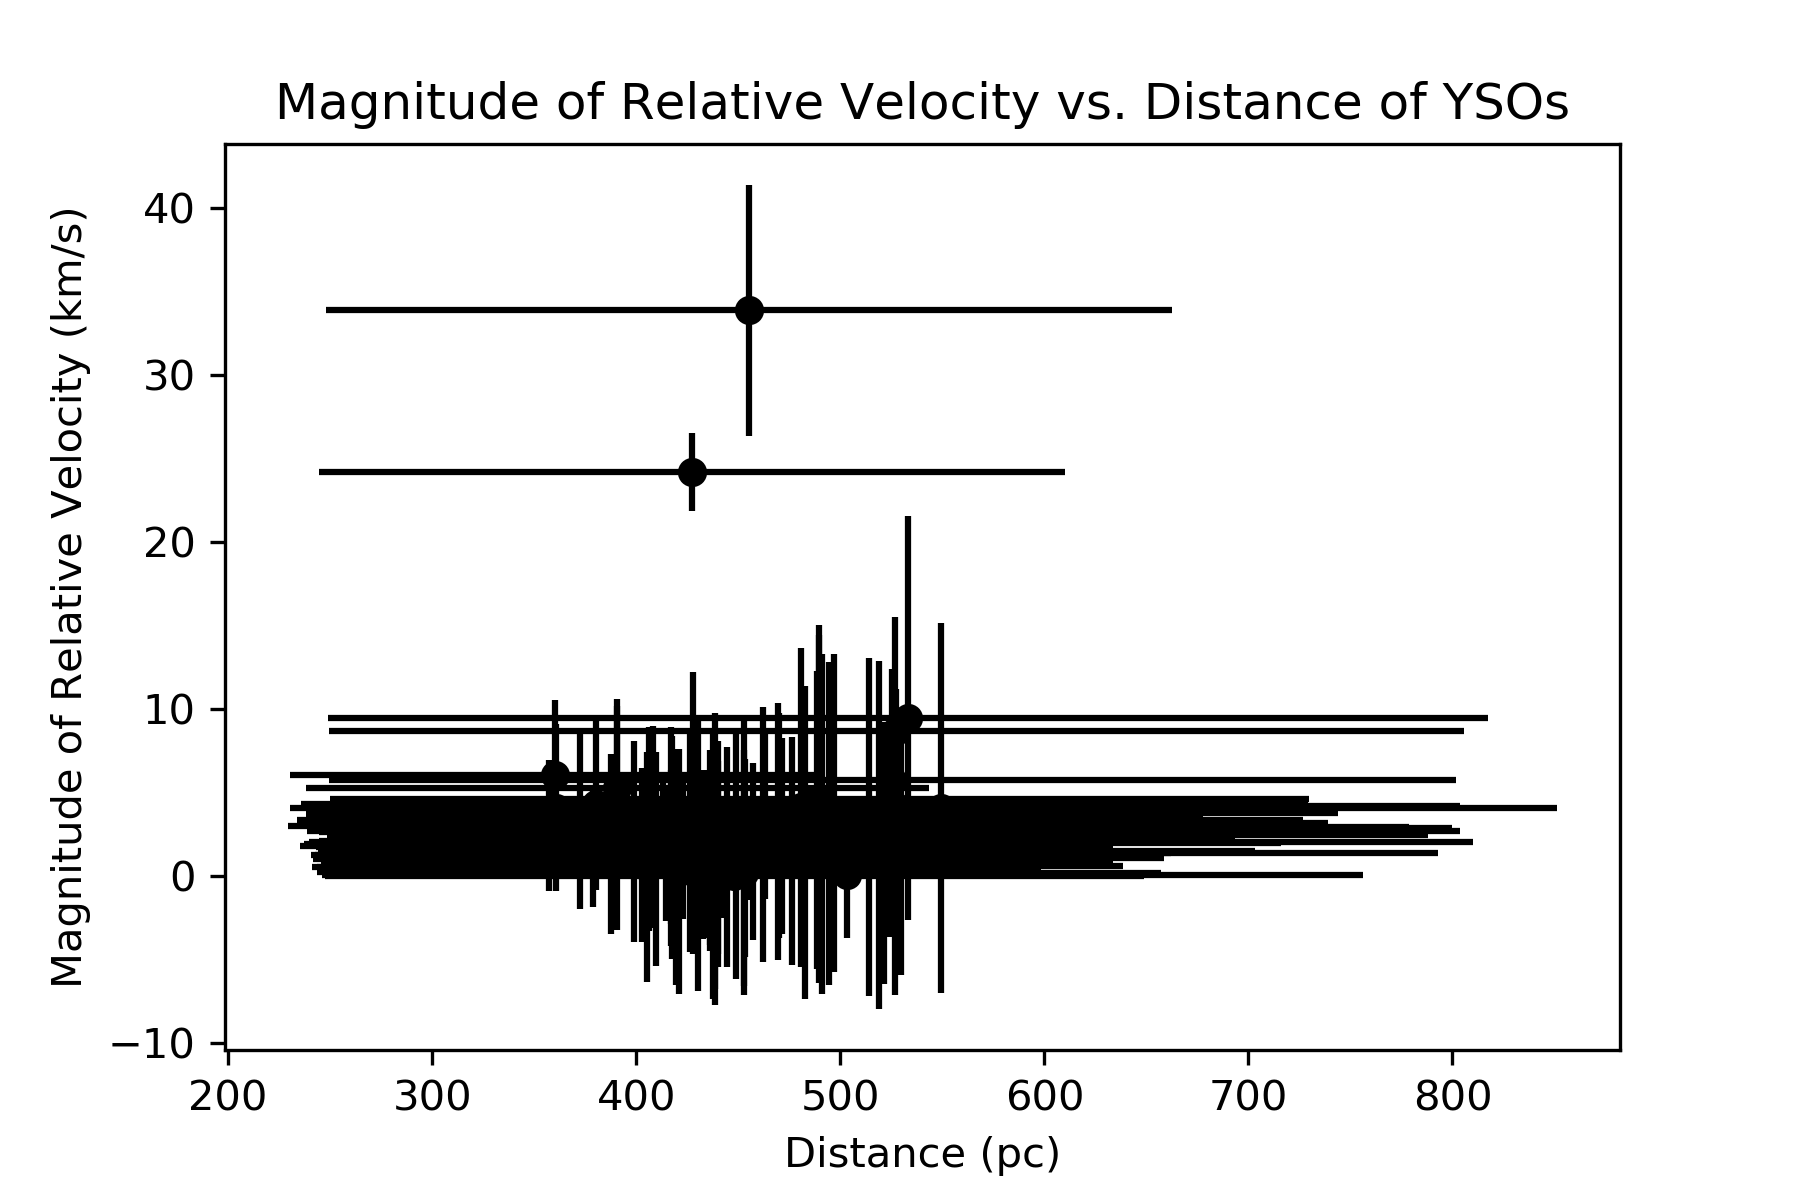 Magnitude of Relative Velocity vs. Distance of YSOs
Magnitude of Relative Velocity (km/s)
40
30
20
10
0
−10
200 300 400 500 600 700 800
Distance (pc)